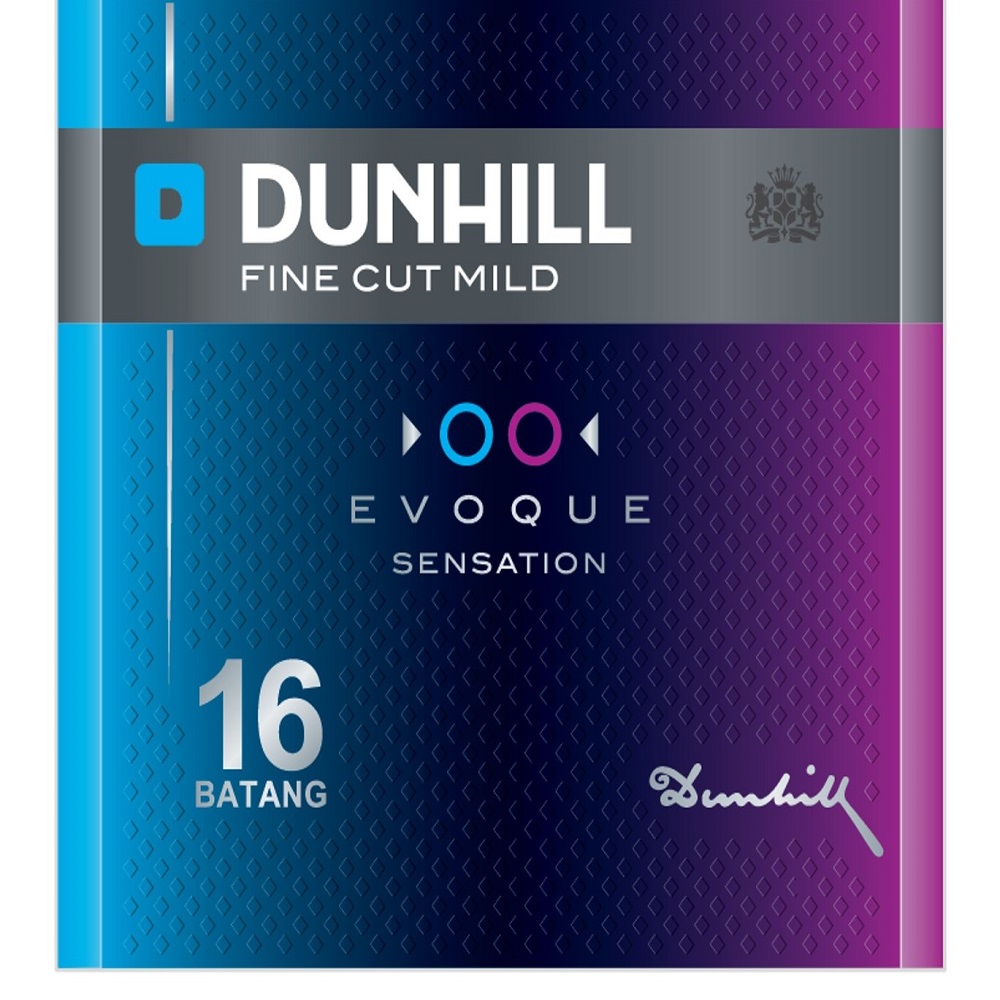 D
DUNHILL
FINE CUT MILD
EVOQUE
SENSATION
16
BATANG
Dunhill